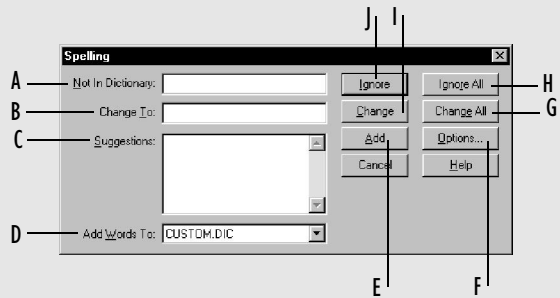 J I
Spelling
A Not In Dictionary: Ignore Ignore All H
B Change To: Change Change All G
C Suggestions: Add Options...
Cancel Help
D Add Words To: CUSTOM.DIC
E F